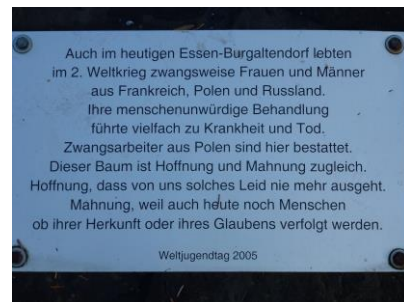 Auch im heutigen Essen-Burgaltendorf lebten
im 2. Weltkrieg zwangsweise Frauen und Männer
aus Frankreich, Polen und Russland.
Ihre menschenunwürdige Behandlung
führte vielfach zu Krankheit und Tod.
Zwangsarbeiter aus Polen sind hier bestattet.
Dieser Baum ist Hoffnung und Mahnung zugleich.
Hoffnung, dass von uns solches Leid nie mehr ausgeht.
Mahnung, weil auch heute noch Menschen
ob ihrer Herkunft oder ihres Glaubens verfolgt werden.
Weltjugendtag 2005